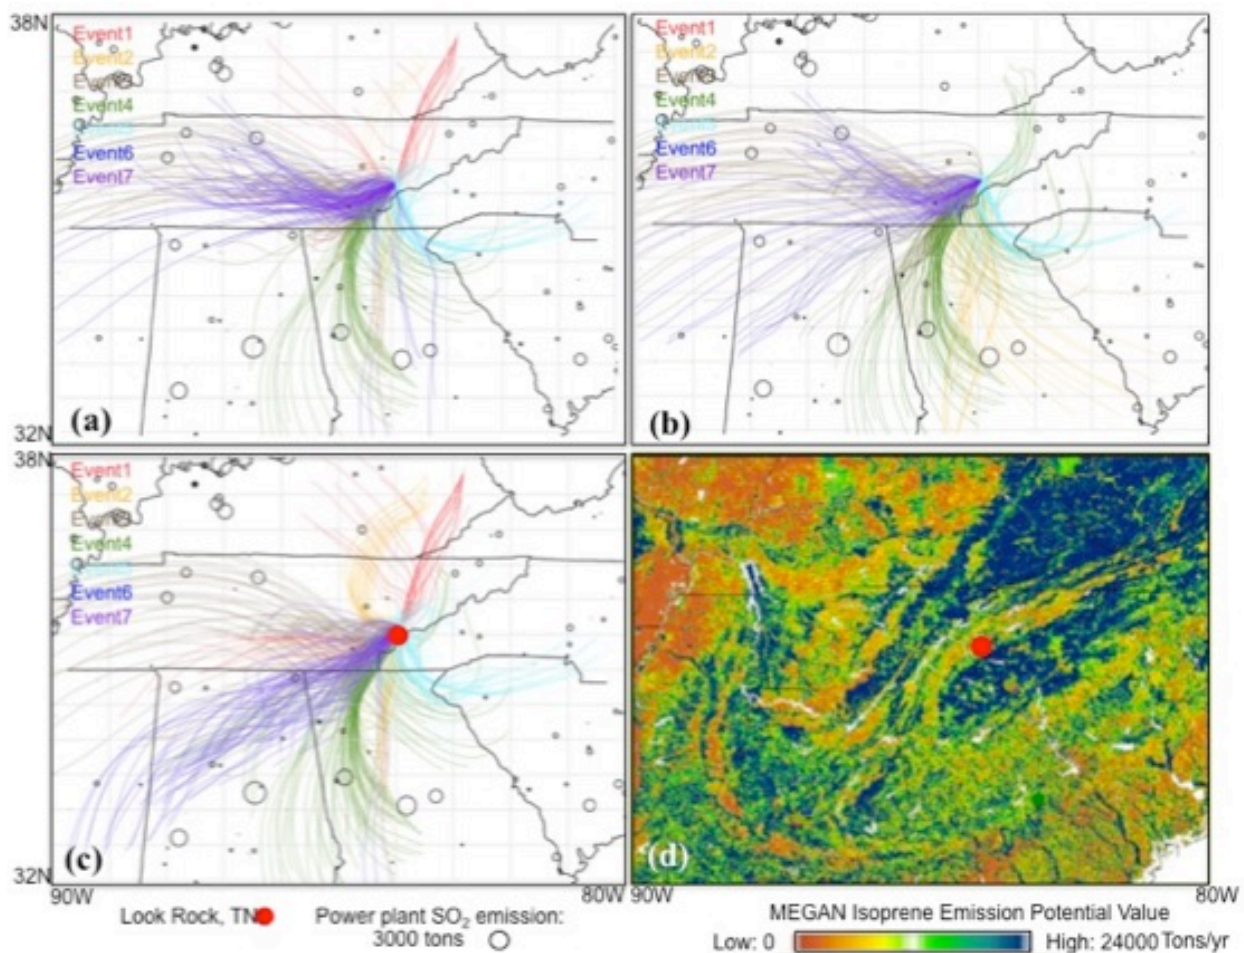 38N
Event1
Event2
Event4
Event6
Event7
(a)
32N
Event1
Event2
Event4
Event6
Event7
(b)
38N
Event1
Event2
Event4
Event6
Event7
(c)
32N
90W
80W
(d)
90W
80W
Look Rock, TN
Power plant SO₂ emission:
3000 tons
MEGAN Isoprene Emission Potential Value
Low: 0
High: 24000 Tons/yr